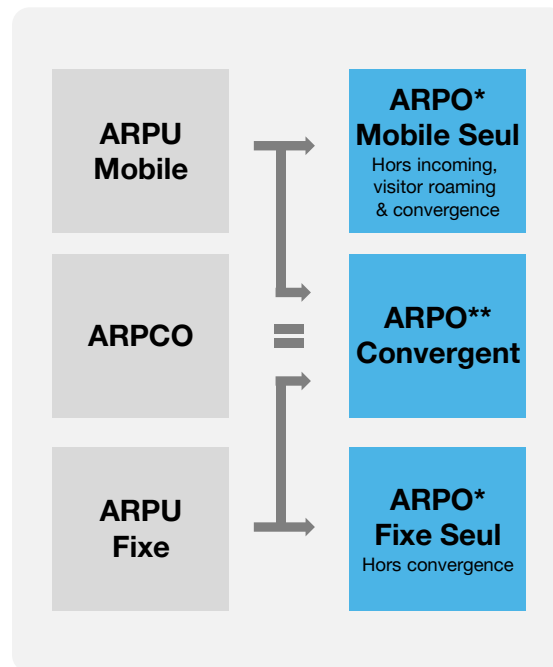 ARPU
Mobile
ARPO*
Mobile Seul
Hors incoming,
visitor roaming
& convergence
ARPCO
=
ARPO**
Convergent
ARPU
Fixe
ARPO*
Fixe Seul
Hors convergence